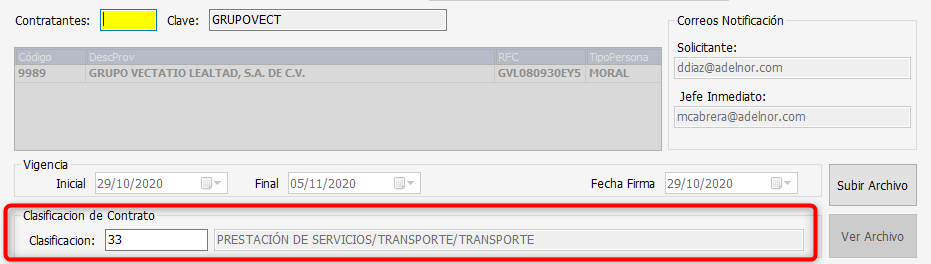 Contratantes: Clave: GRUPOVECT
Correos Notificación
Solicitante:
ddiaz@adelnor.com
Jefe Inmediato:
mcabrera@adelnor.com
Código DescProv RFC TipoPersona
9989 GRUPO VECTATIO LEALTAD, S.A. DE C.V. GVL080930EY5 MORAL
Vigencia
Inicial 29/10/2020 Final 05/11/2020 Fecha Firma 29/10/2020
Subir Archivo
Clasificacion de Contrato
Clasificacion: 33 PRESTACIÓN DE SERVICIOS/TRANSPORTE/TRANSPORTE
Ver Archivo